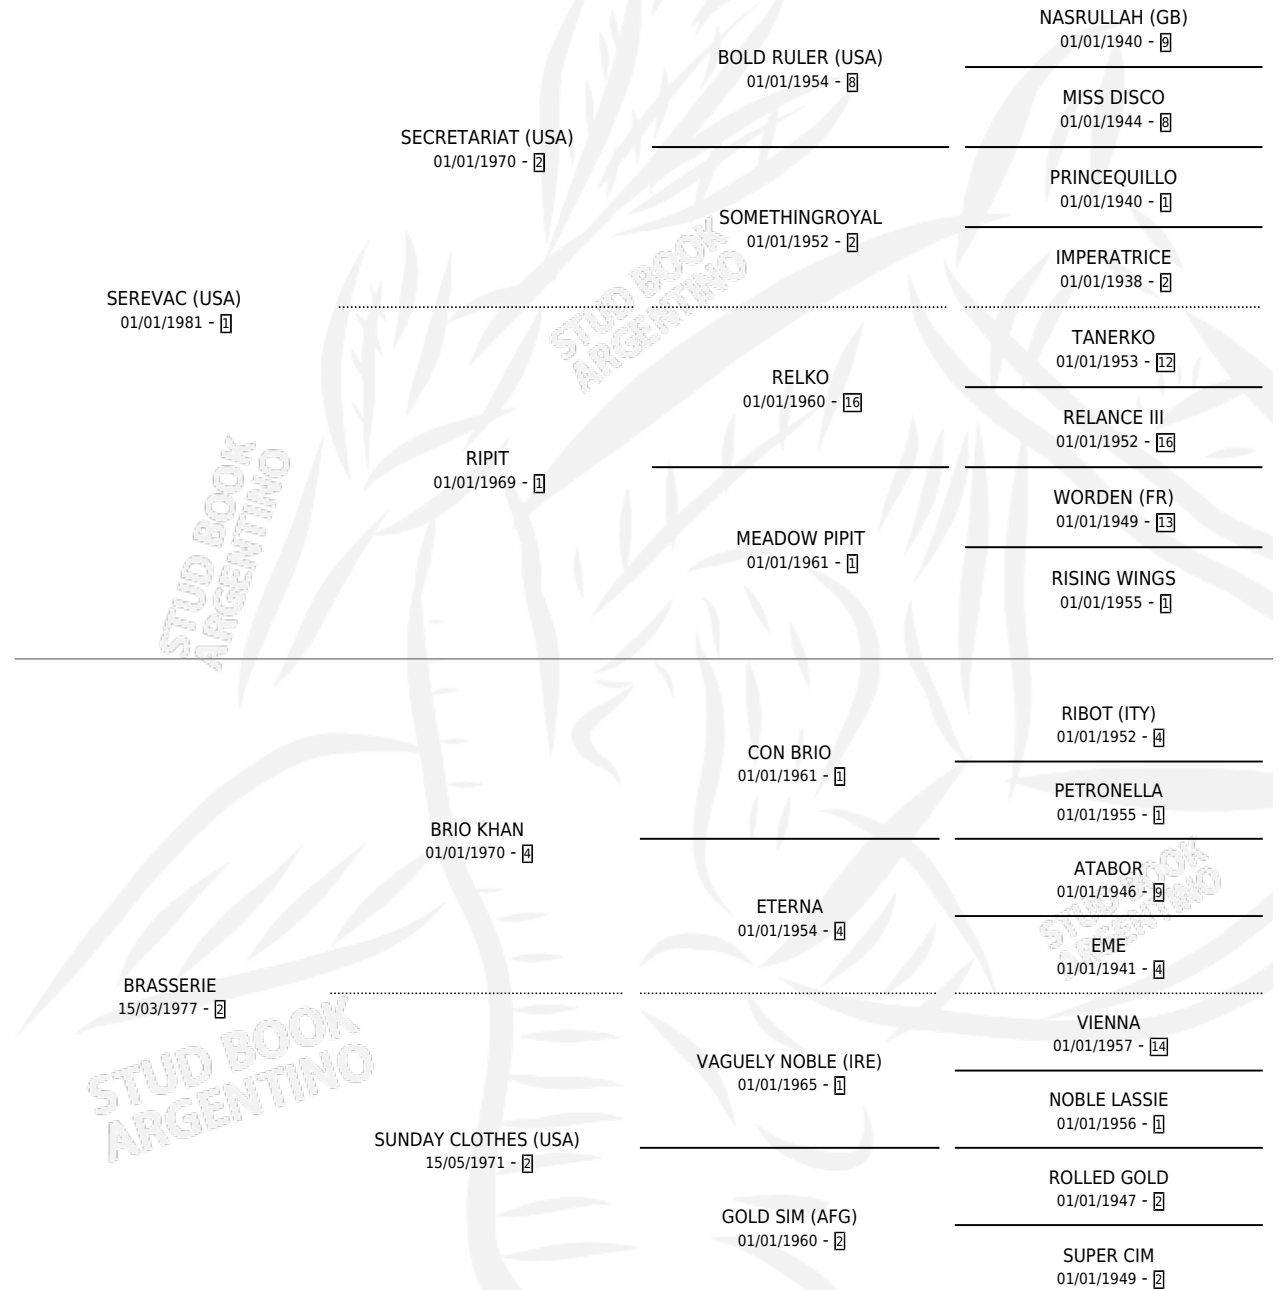 NASRULLAH (GB)
01/01/1940 - 9
BOLD RULER (USA)
01/01/1954 - 8
MISS DISCO
01/01/1944 - 8
SECRETARIAT (USA)
01/01/1970 - 2
PRINCEQUILLO
01/01/1940 - 1
SOMETHINGROYAL
01/01/1952 - 2
IMPERATRICE
01/01/1938 - 2
SEREVAC (USA)
01/01/1981 - 1
STUD BOOK
ARGENTINO
TANERKO
01/01/1953 - 12
RELKO
01/01/1960 - 16
RELANCE III
01/01/1952 - 16
RIPIT
01/01/1969 - 1
WORDEN (FR)
01/01/1949 - 13
MEADOW PIPIT
01/01/1961 - 1
RISING WINGS
01/01/1955 - 1
STUD BOOK
ARGENTINO
RIBOT (ITY)
01/01/1952 - 4
CON BRIO
01/01/1961 - 1
PETRONELLA
01/01/1955 - 1
BRIO KHAN
01/01/1970 - 4
ATABOR
01/01/1946 - 9
ETERNA
01/01/1954 - 4
EME
01/01/1941 - 4
STUD BOOK
ARGENTINO
BRASSERIE
15/03/1977 - 2
VIENNA
01/01/1957 - 14
VAGUELY NOBLE (IRE)
01/01/1965 - 1
NOBLE LASSIE
01/01/1956 - 1
STUD BOOK
ARGENTINO
SUNDAY CLOTHES (USA)
15/05/1971 - 2
ROLLED GOLD
01/01/1947 - 2
GOLD SIM (AFG)
01/01/1960 - 2
SUPER CIM
01/01/1949 - 2